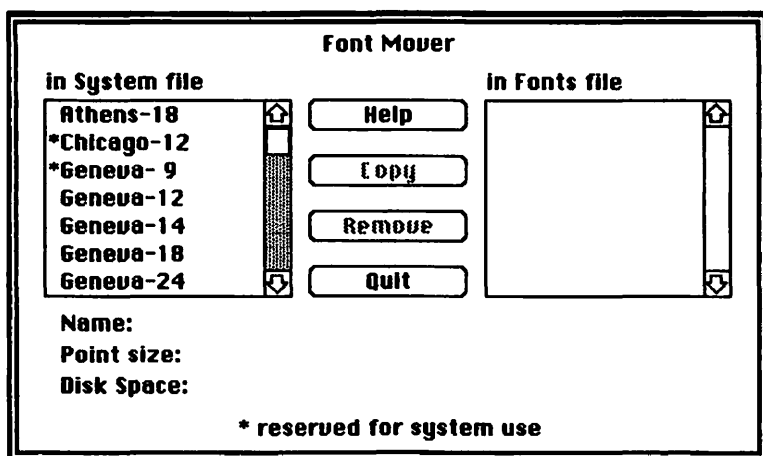 Font Mover
in System file
Athens-18
*Chicago-12
*Geneva- 9
Geneva-12
Geneva-14
Geneva-18
Geneva-24
Help
Copy
Remove
Quit
in Fonts file
Name:
Point size:
Disk Space:
* reserved for system use